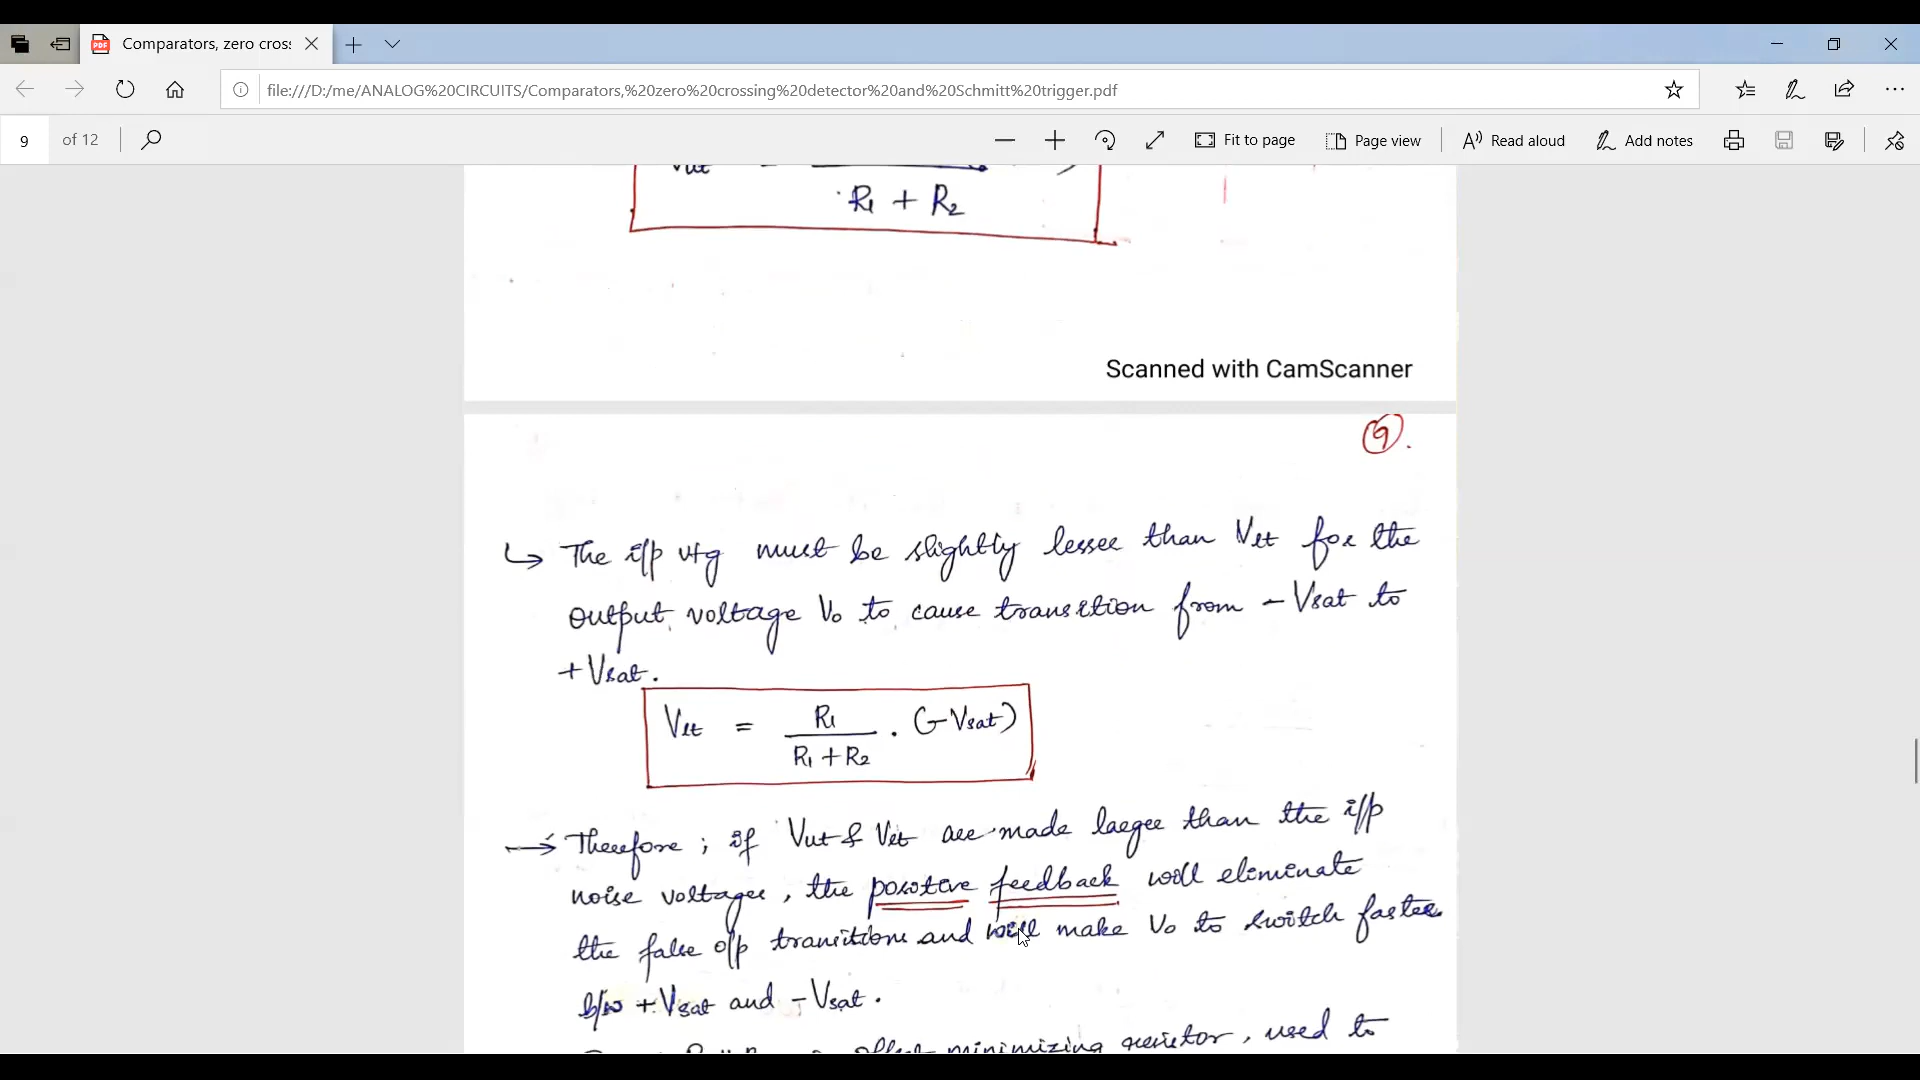 Comparators, zero cros:
file:///D:/me/ANALOG%20CIRCUITS/Comparators,%20zero%20crossing%20detector%20and%20Schmitt%20trigger.pdf
9 of 12 Fit to page Page view Read aloud Add notes
R1 + R2
Scanned with CamScanner
9.
↳ The i/p vtg must be slightly lesser than Vlt for the
output voltage Vo to cause transition from - Vsat to
+ Vsat.
Vlt = R1 / R1 + R2 . (-Vsat)
→ Therefore ; if Vut & Vlt are made larger than the i/p
noise voltages, the positive feedback will eliminate
the false o/p transitions and will make Vo to switch faster
b/w +Vsat and -Vsat.
offset minimizing resistor, used to